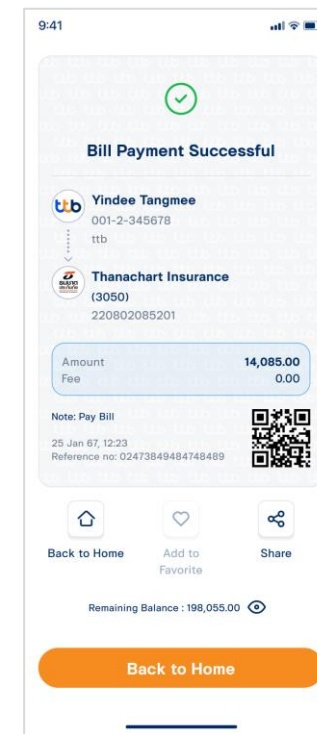 9:41
Bill Payment Successful
ttb
Yindee Tangmee
001-2-345678
ttb
Thanachart Insurance
(3050)
220802085201
Amount 14,085.00
Fee 0.00
Note: Pay Bill
25 Jan 67, 12:23
Reference no: 02473849484748489
Back to Home
Add to
Favorite
Share
Remaining Balance : 198,055.00
Back to Home